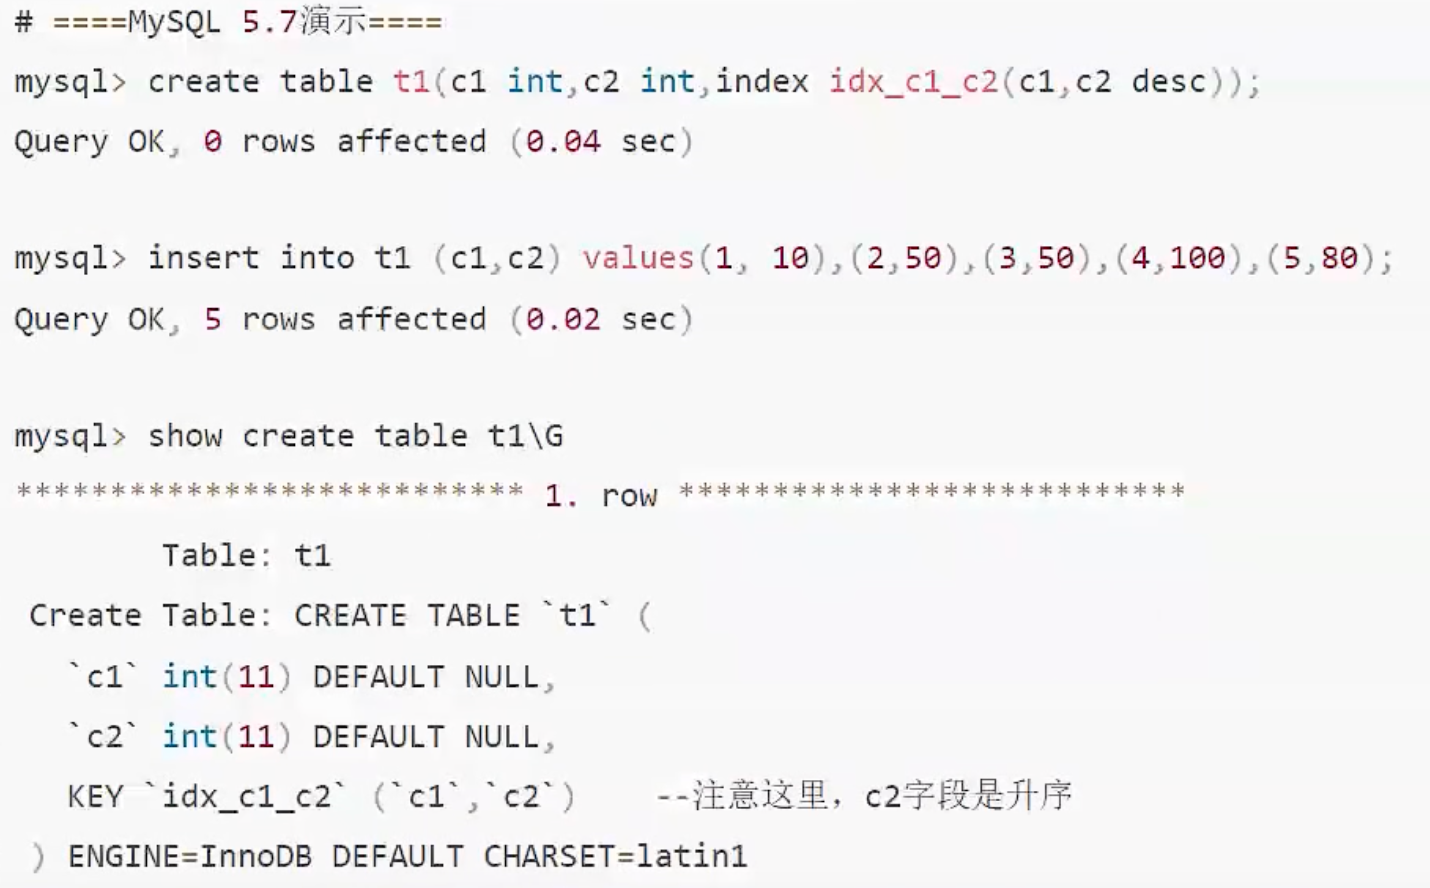 # ====MySQL 5.7演示====
mysql> create table t1(c1 int,c2 int,index idx_c1_c2(c1,c2 desc));
Query OK, 0 rows affected (0.04 sec)
mysql> insert into t1 (c1,c2) values(1, 10),(2,50),(3,50),(4,100),(5,80);
Query OK, 5 rows affected (0.02 sec)
mysql> show create table t1\G
*************************** 1. row ***************************
Table: t1
Create Table: CREATE TABLE `t1` (
`c1` int(11) DEFAULT NULL,
`c2` int(11) DEFAULT NULL,
KEY `idx_c1_c2` (`c1`,`c2`) --注意这里，c2字段是升序
) ENGINE=InnoDB DEFAULT CHARSET=latin1